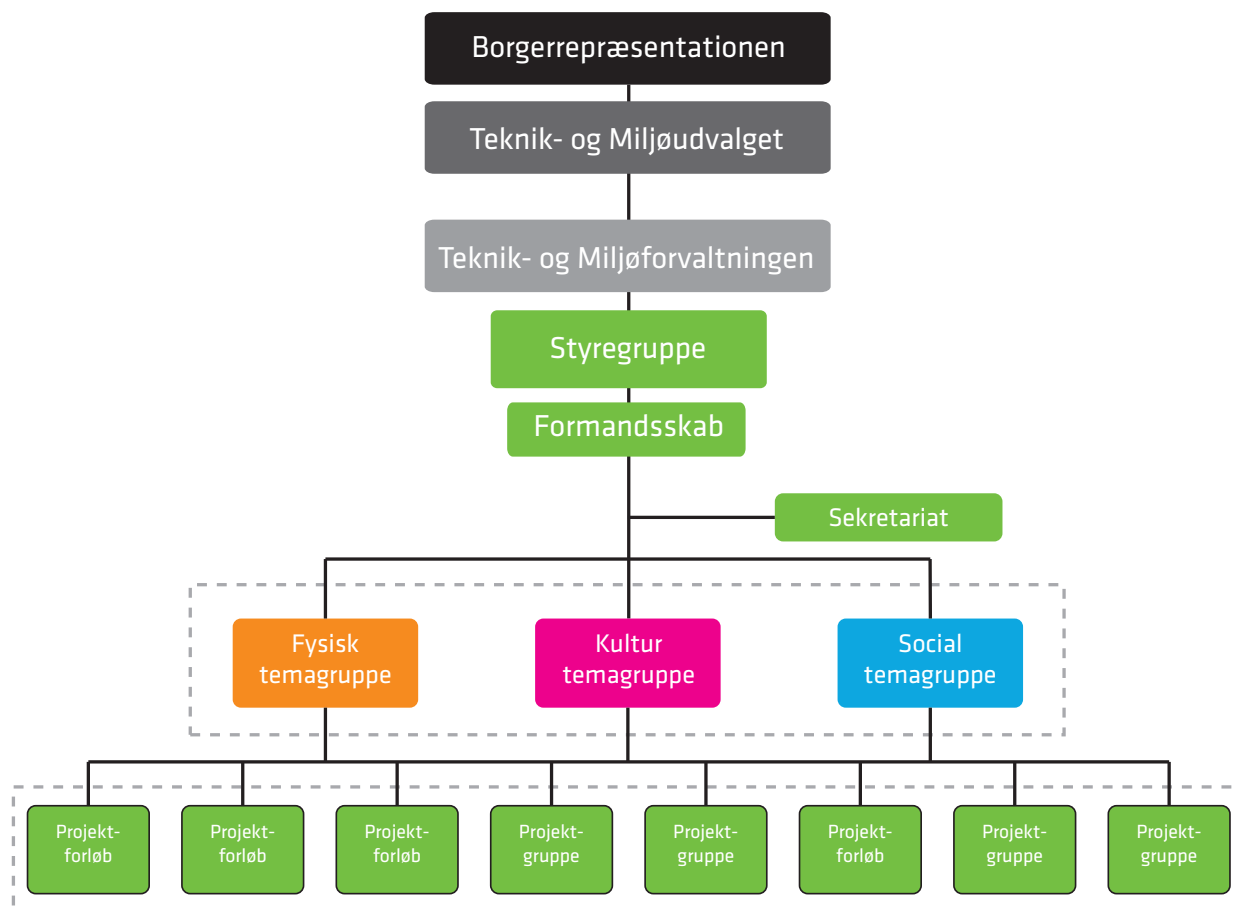 Borgerrepræsentationen
Teknik- og Miljøudvalget
Teknik- og Miljøforvaltningen
Styregruppe
Formandsskab
Sekretariat
Fysisk
temagruppe
Kultur
temagruppe
Social
temagruppe
Projekt-
forløb
Projekt-
forløb
Projekt-
forløb
Projekt-
gruppe
Projekt-
gruppe
Projekt-
forløb
Projekt-
gruppe
Projekt-
gruppe